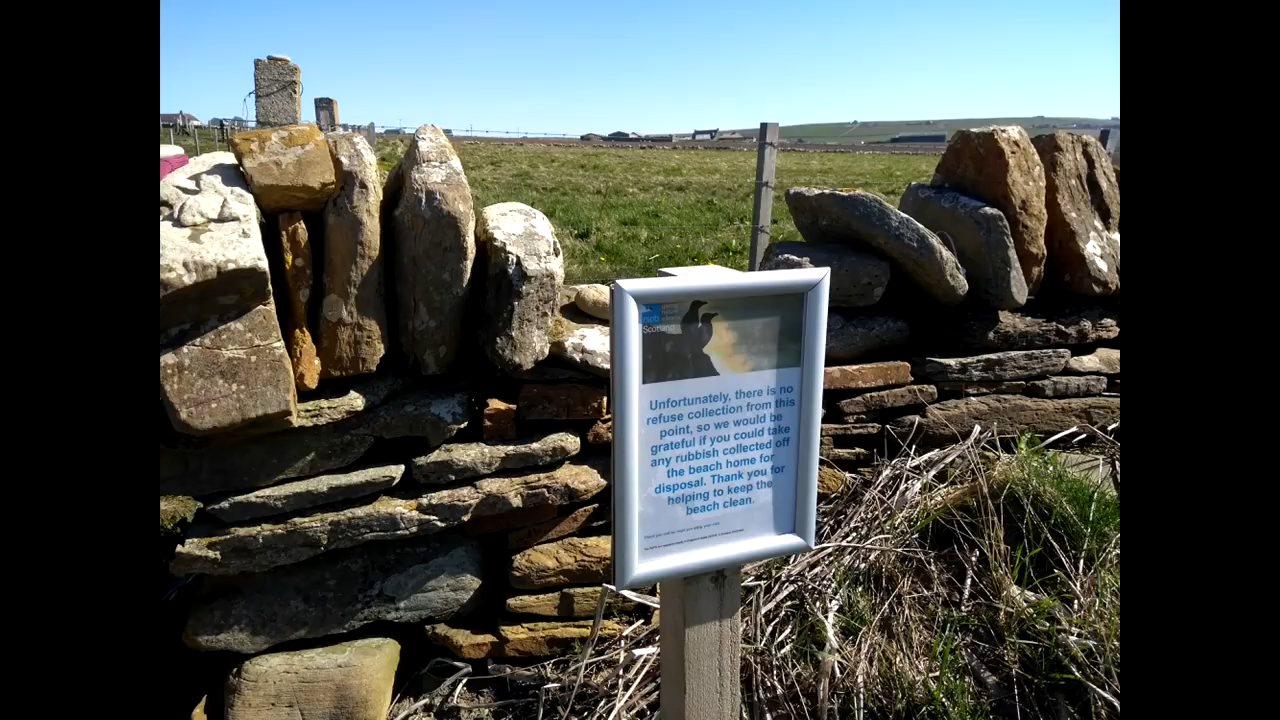 rspb
Scotland
Unfortunately, there is no
refuse collection from this
point, so we would be
grateful if you could take
any rubbish collected off
the beach home for
disposal. Thank you for
helping to keep the
beach clean.